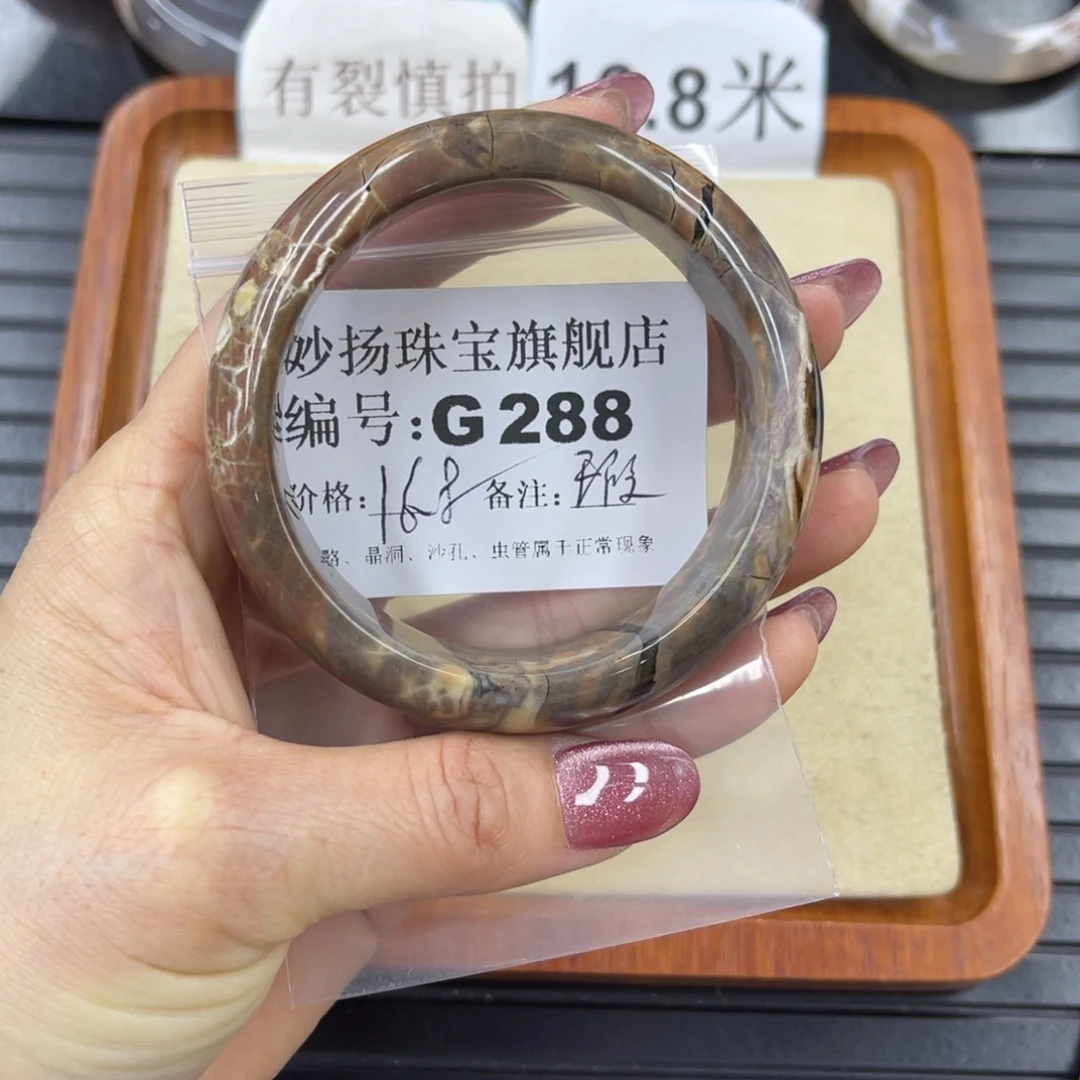 有裂慎拍
.8米
妙扬珠宝旗舰店
编号:G288
价格:168 备注:瑕
、晶洞、沙孔、虫管属于正常现象